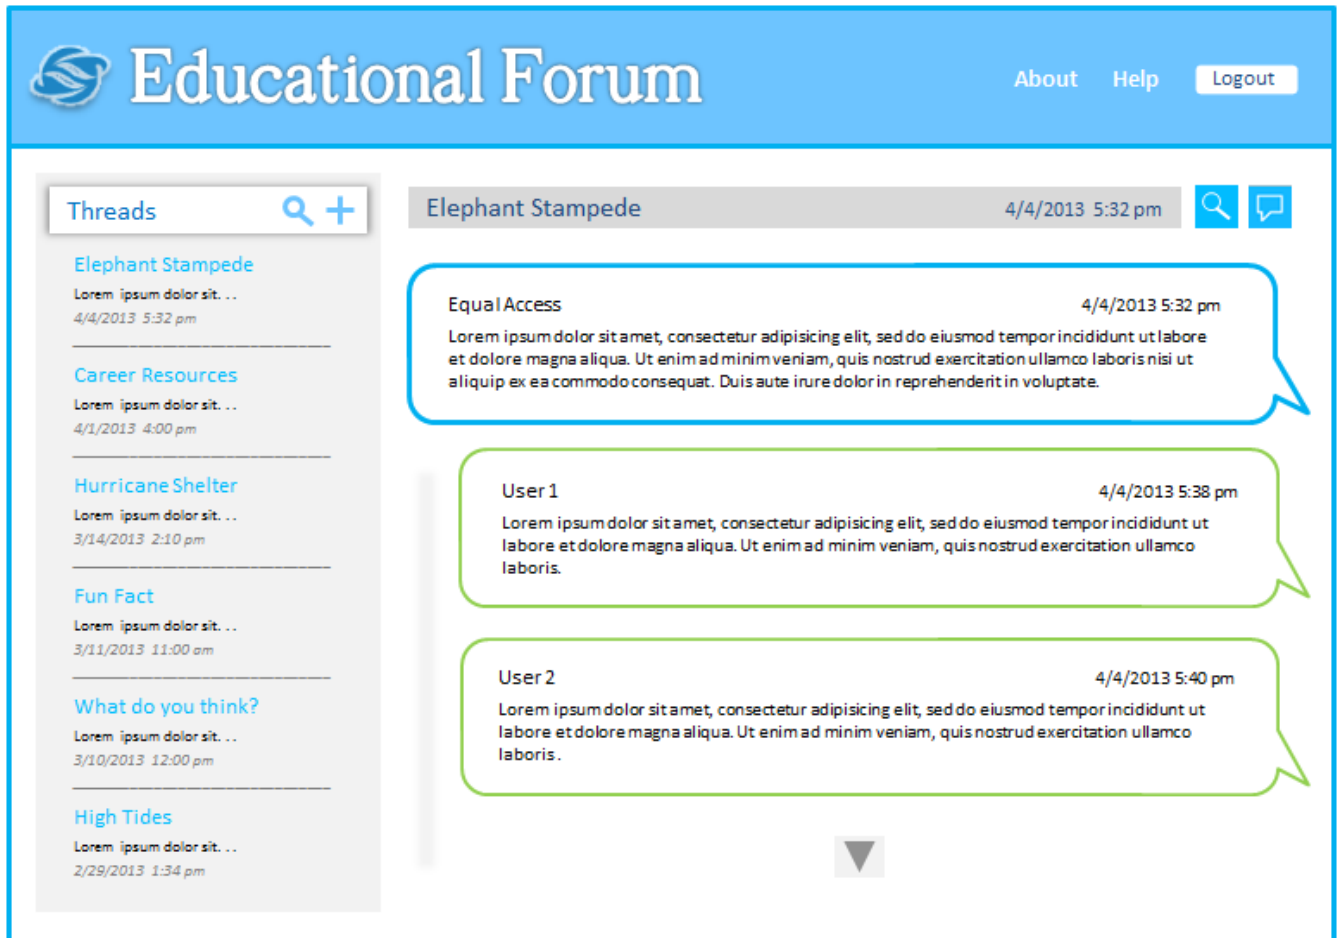 Educational Forum
About Help Logout
Threads
Elephant Stampede
Lorem ipsum dolor sit. . .
4/4/2013 5:32 pm
Career Resources
Lorem ipsum dolor sit. . .
4/1/2013 4:00 pm
Hurricane Shelter
Lorem ipsum dolor sit. . .
3/14/2013 2:10 pm
Fun Fact
Lorem ipsum dolor sit. . .
3/11/2013 11:00 am
What do you think?
Lorem ipsum dolor sit. . .
3/10/2013 12:00 pm
High Tides
Lorem ipsum dolor sit. . .
2/29/2013 1:34 pm
Elephant Stampede 4/4/2013 5:32 pm
Equal Access 4/4/2013 5:32 pm
Lorem ipsum dolor sit amet, consectetur adipisicing elit, sed do eiusmod tempor incididunt ut labore
et dolore magna aliqua. Ut enim ad minim veniam, quis nostrud exercitation ullamco laboris nisi ut
aliquip ex ea commodo consequat. Duis aute irure dolor in reprehenderit in voluptate.
User 1 4/4/2013 5:38 pm
Lorem ipsum dolor sit amet, consectetur adipisicing elit, sed do eiusmod tempor incididunt ut
labore et dolore magna aliqua. Ut enim ad minim veniam, quis nostrud exercitation ullamco
laboris.
User 2 4/4/2013 5:40 pm
Lorem ipsum dolor sit amet, consectetur adipisicing elit, sed do eiusmod tempor incididunt ut
labore et dolore magna aliqua. Ut enim ad minim veniam, quis nostrud exercitation ullamco
laboris.